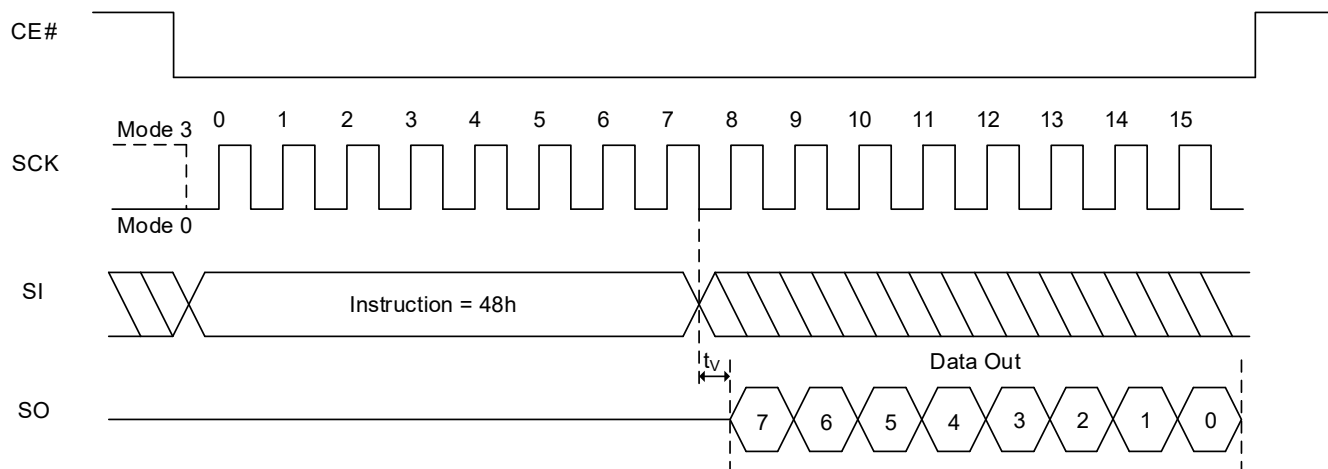 CE#
Mode 3
0 1 2 3 4 5 6 7 8 9 10 11 12 13 14 15
SCK
Mode 0
SI
Instruction = 48h
tV
Data Out
SO
7 6 5 4 3 2 1 0